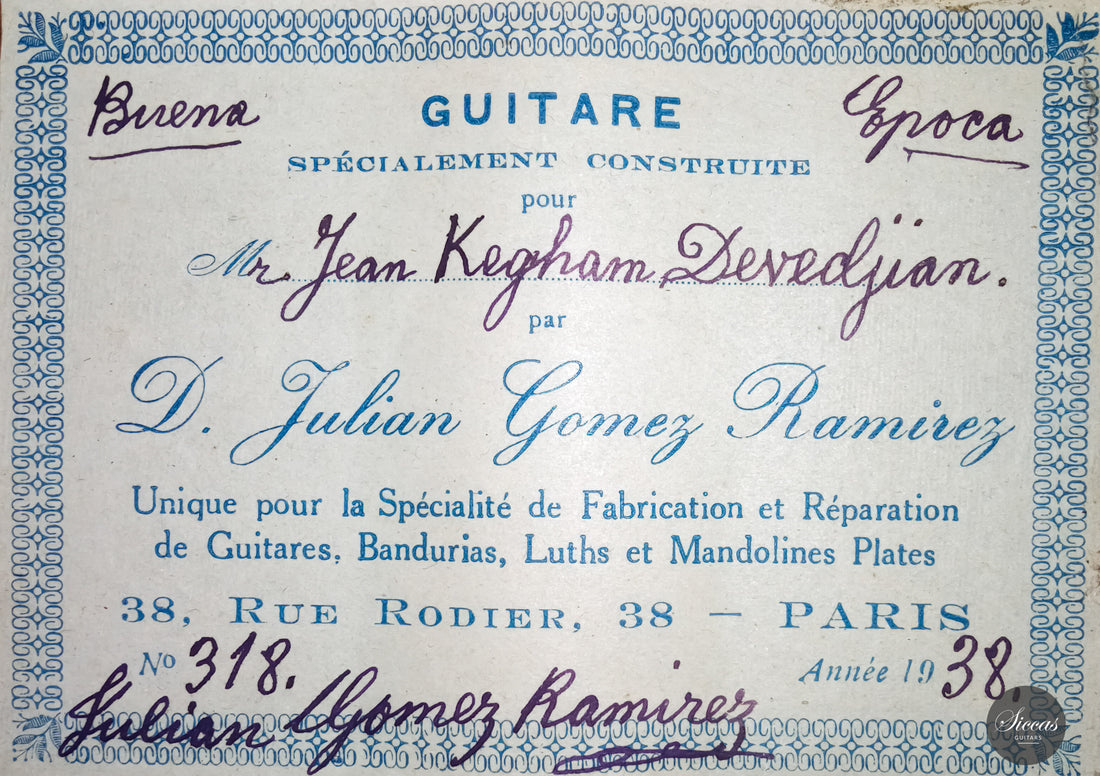 Buena GUITARE Epoca
SPÉCIALEMENT CONSTRUITE
pour
Mr. Jean Kegham Devedjian.
par
D. Julian Gomez Ramirez
Unique pour la Spécialité de Fabrication et Réparation
de Guitares, Bandurias, Luths et Mandolines Plates
38, RUE RODIER, 38 — PARIS
No 318. Année 1938.
Julian Gomez Ramirez
Siccas
GUITARS